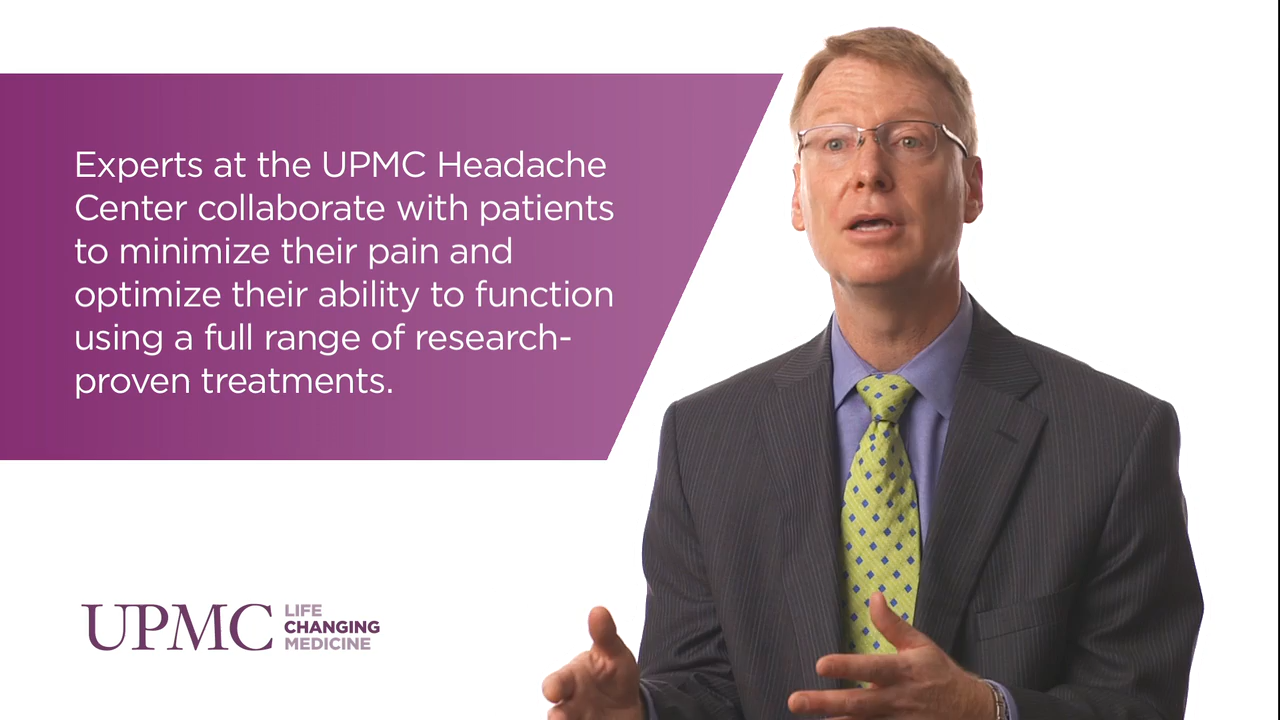 Experts at the UPMC Headache
Center collaborate with patients
to minimize their pain and
optimize their ability to function
using a full range of research-
proven treatments.
UPMC
LIFE
CHANGING
MEDICINE